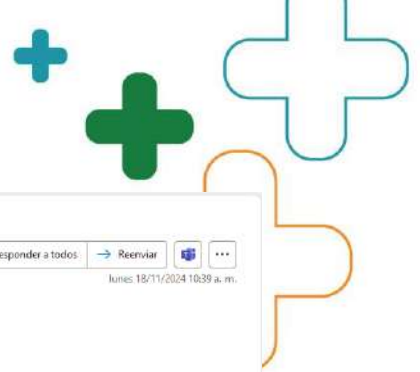 esponder a todos → Reenviar ...
lunes 18/11/2024 10:39 a. m.